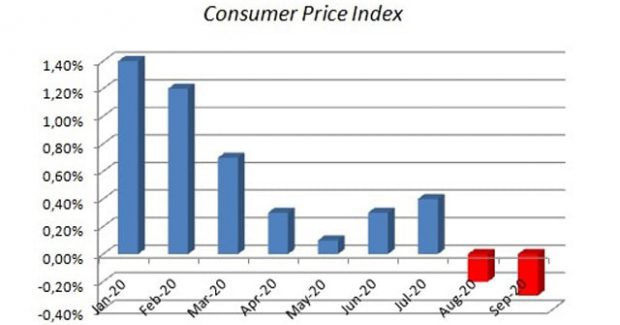 Consumer Price Index
1,40%
1,20%
1,00%
0,80%
0,60%
0,40%
0,20%
0,00%
-0,20%
-0,40%
Jan-20
Feb-20
Mar-20
Apr-20
May-20
Jun-20
Jul-20
Aug-20
Sep-20